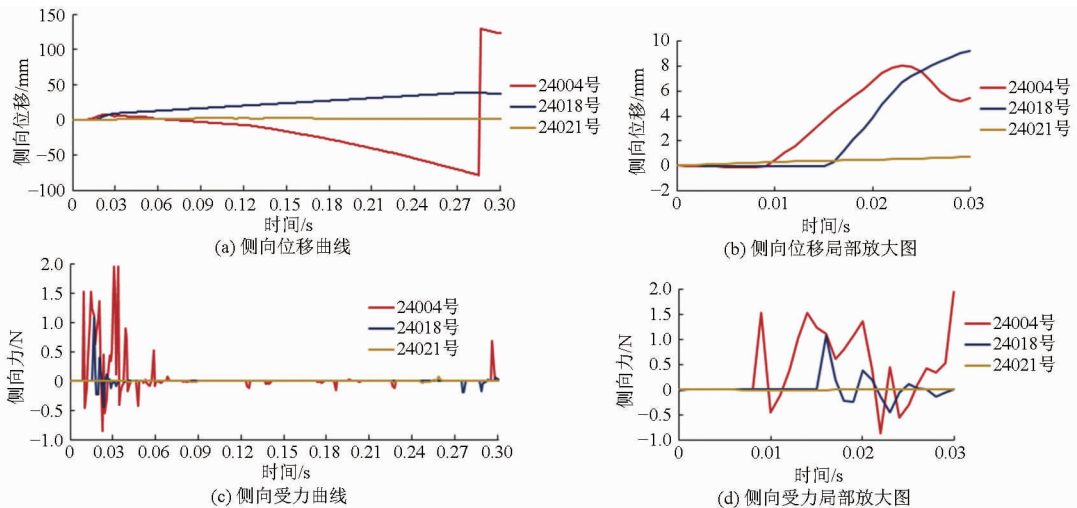 侧向位移/mm
150
100
50
0
−50
−100
0
0.03
0.06
0.09
0.12
0.15
0.18
0.21
0.24
0.27
0.30
时间/s
24004号
24018号
24021号
(a) 侧向位移曲线
侧向位移/mm
10
8
6
4
2
0
−2
0
0.01
0.02
0.03
时间/s
24004号
24018号
24021号
(b) 侧向位移局部放大图
侧向力/N
2.0
1.5
1.0
0.5
0
−0.5
−1.0
0
0.03
0.06
0.09
0.12
0.15
0.18
0.21
0.24
0.27
0.30
时间/s
24004号
24018号
24021号
(c) 侧向受力曲线
侧向力/N
2.0
1.5
1.0
0.5
0
−0.5
−1.0
0
0.01
0.02
0.03
时间/s
24004号
24018号
24021号
(d) 侧向受力局部放大图